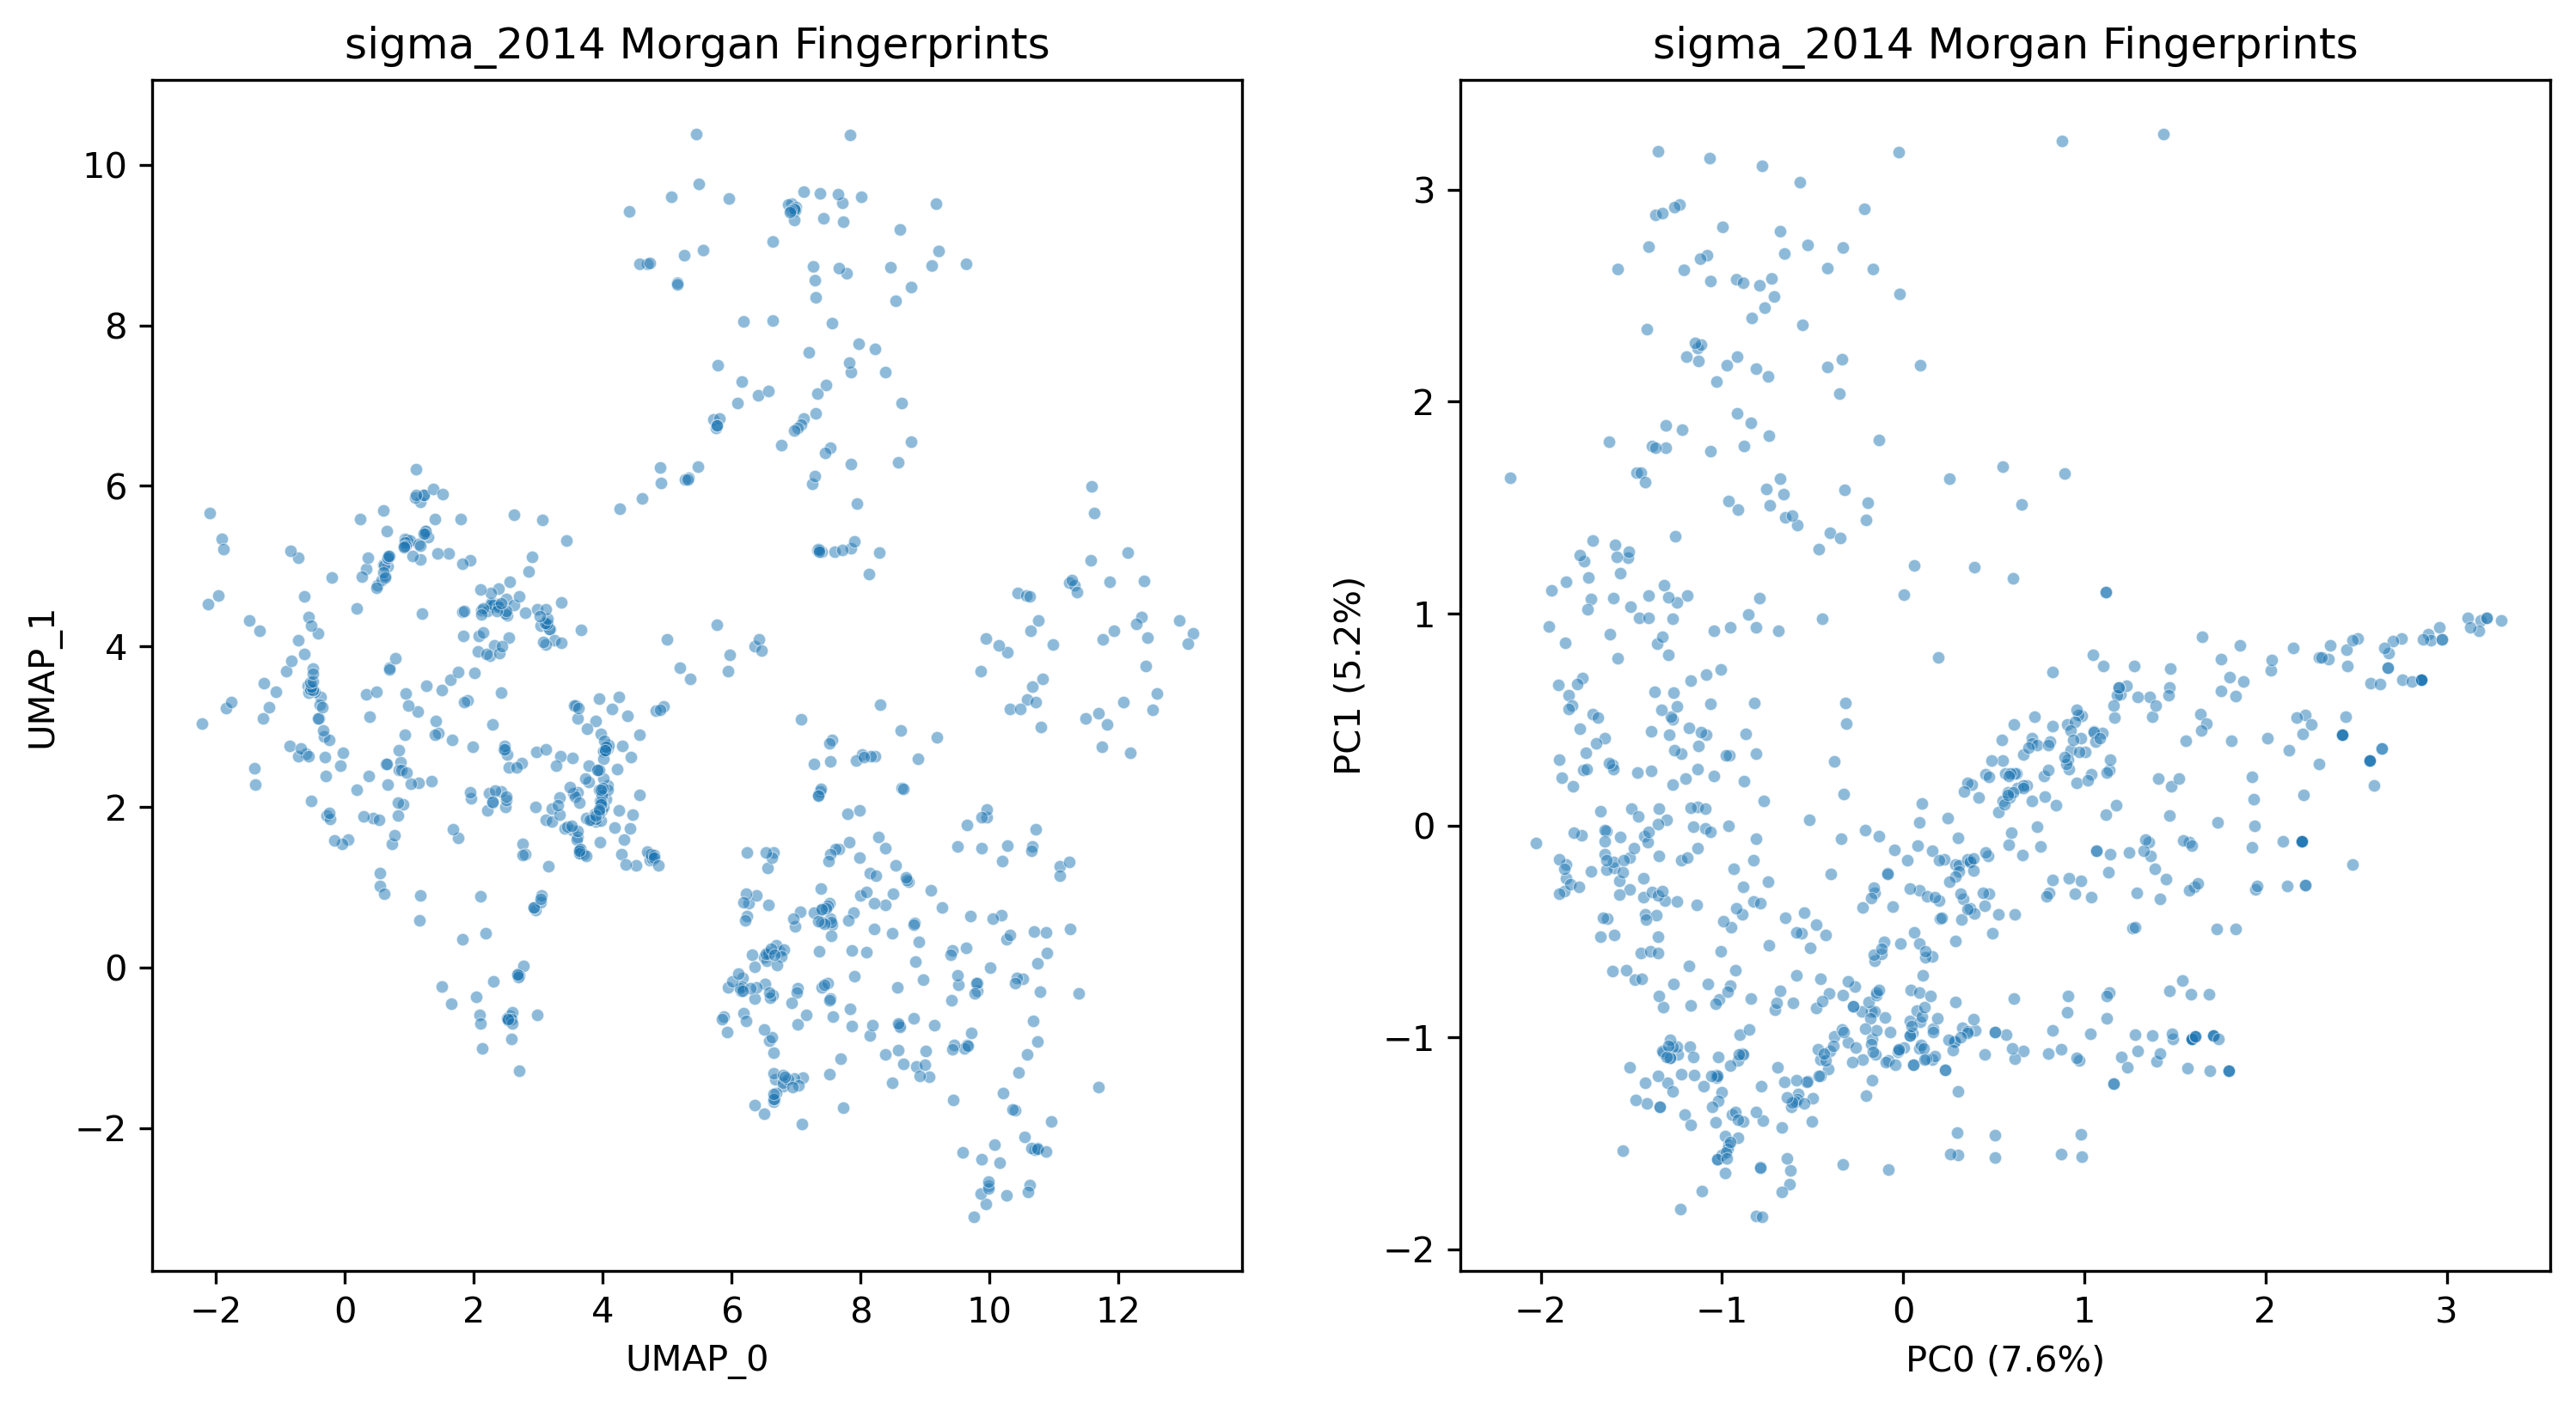 sigma_2014 Morgan Fingerprints
10
8
6
4
2
0
−2
UMAP_1
−2 0 2 4 6 8 10 12
UMAP_0
sigma_2014 Morgan Fingerprints
3
2
1
0
−1
−2
PC1 (5.2%)
−2 −1 0 1 2 3
PC0 (7.6%)